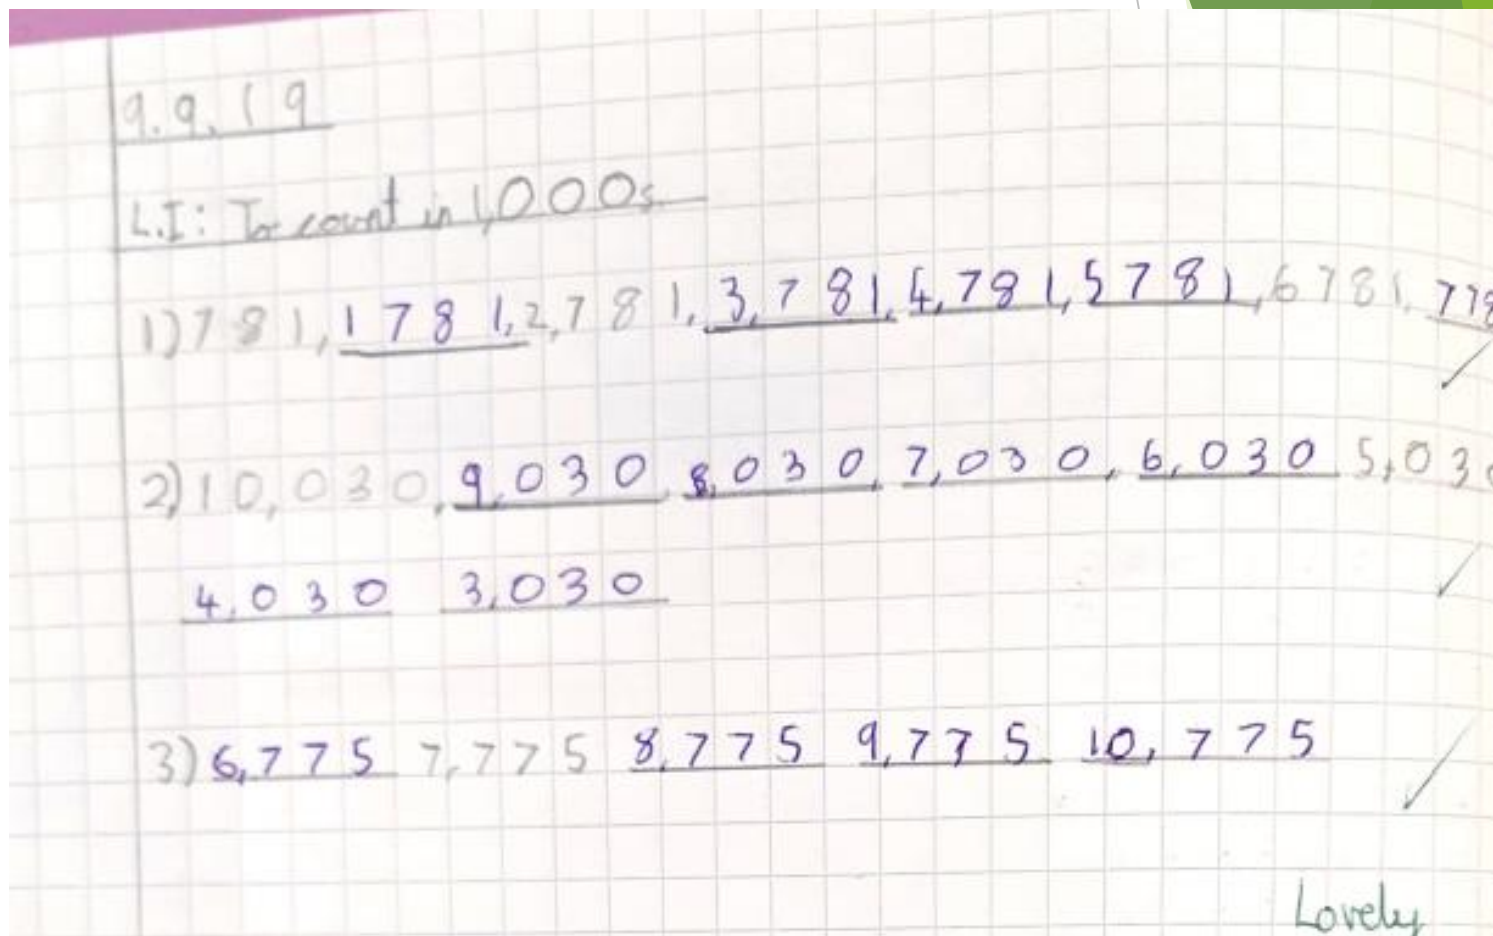 9.9.19
L.I: To count in 1,000s
1) 781, 1781, 2,781, 3,781, 4,781, 5781, 6781, 778
2) 10,030, 9,030 8,030, 7,030, 6,030 5,030
4,030 3,030
3) 6,775 7,775 8,775 9,775 10,775
Lovely